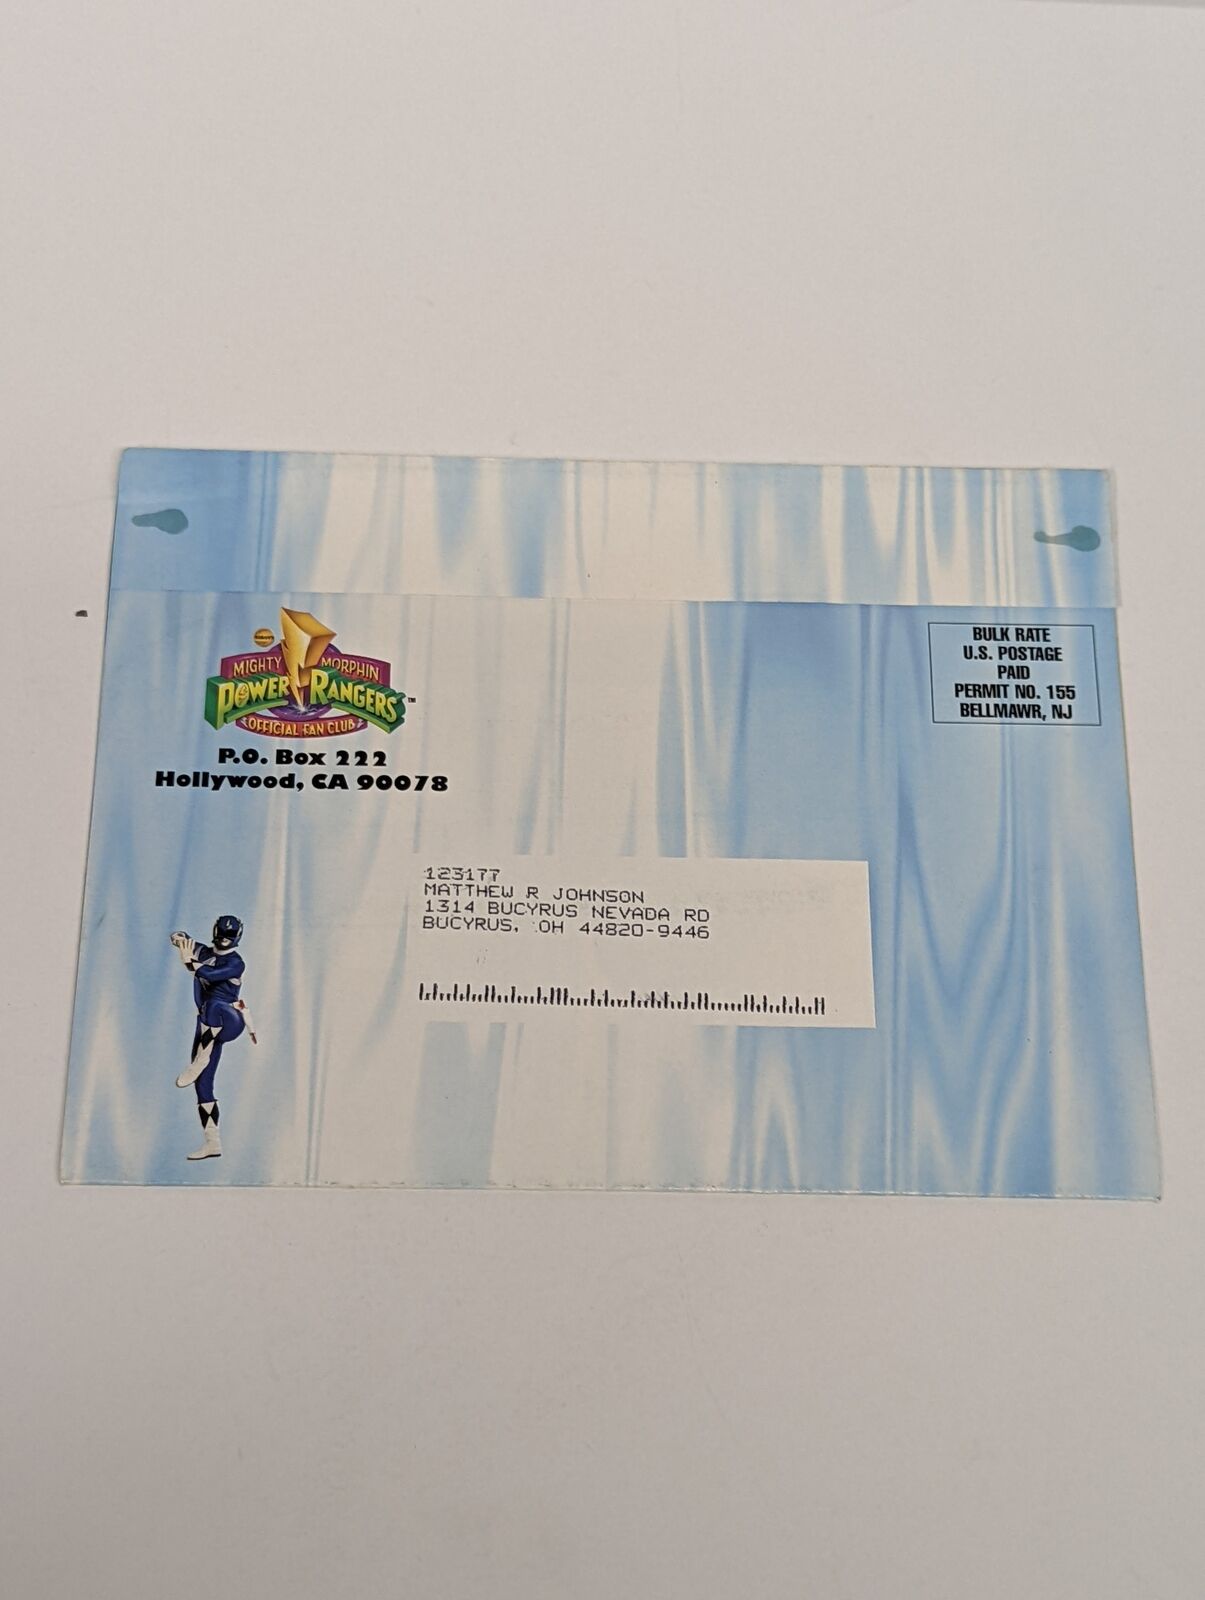 MIGHTY MORPHIN
POWER RANGERS™
OFFICIAL FAN CLUB
P.O. Box 222
Hollywood, CA 90078
BULK RATE
U.S. POSTAGE
PAID
PERMIT NO. 155
BELLMAWR, NJ
123177
MATTHEW R JOHNSON
1314 BUCYRUS NEVADA RD
BUCYRUS, OH 44820-9446